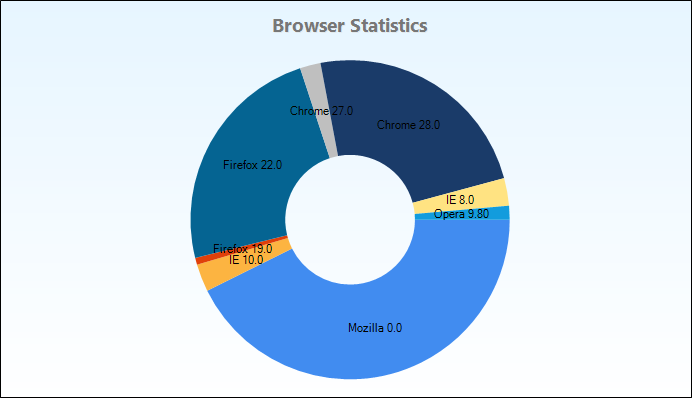 Browser Statistics
Chrome 27.0
Chrome 28.0
Firefox 22.0
IE 8.0
Opera 9.80
Firefox 19.0
IE 10.0
Mozilla 0.0